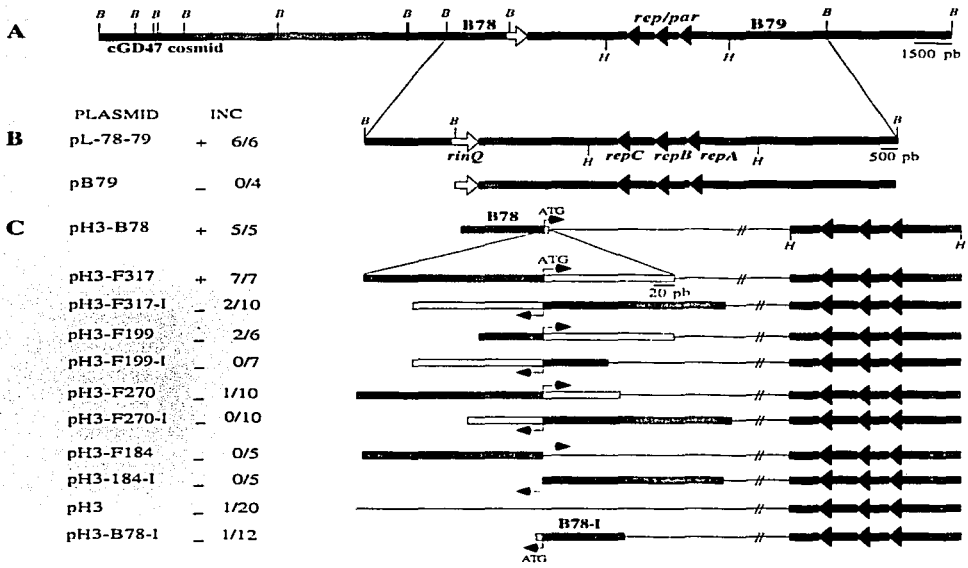 B B B B B B B
B78 rep/par B79
A
cGD47 cosmid
H H
1500 pb
PLASMID INC
B B B
B pL-78-79 + 6/6
rinQ H repC repB repA H 500 pb
pB79 – 0/4
C pH3-B78 + 5/5 B78 ATG
H H
ATG
pH3-F317 + 7/7
20 pb
pH3-F317-I – 2/10
pH3-F199 – 2/6
pH3-F199-I – 0/7
pH3-F270 – 1/10
pH3-F270-I – 0/10
pH3-F184 – 0/5
pH3-184-I – 0/5
pH3 – 1/20
B78-I
pH3-B78-I – 1/12
ATG